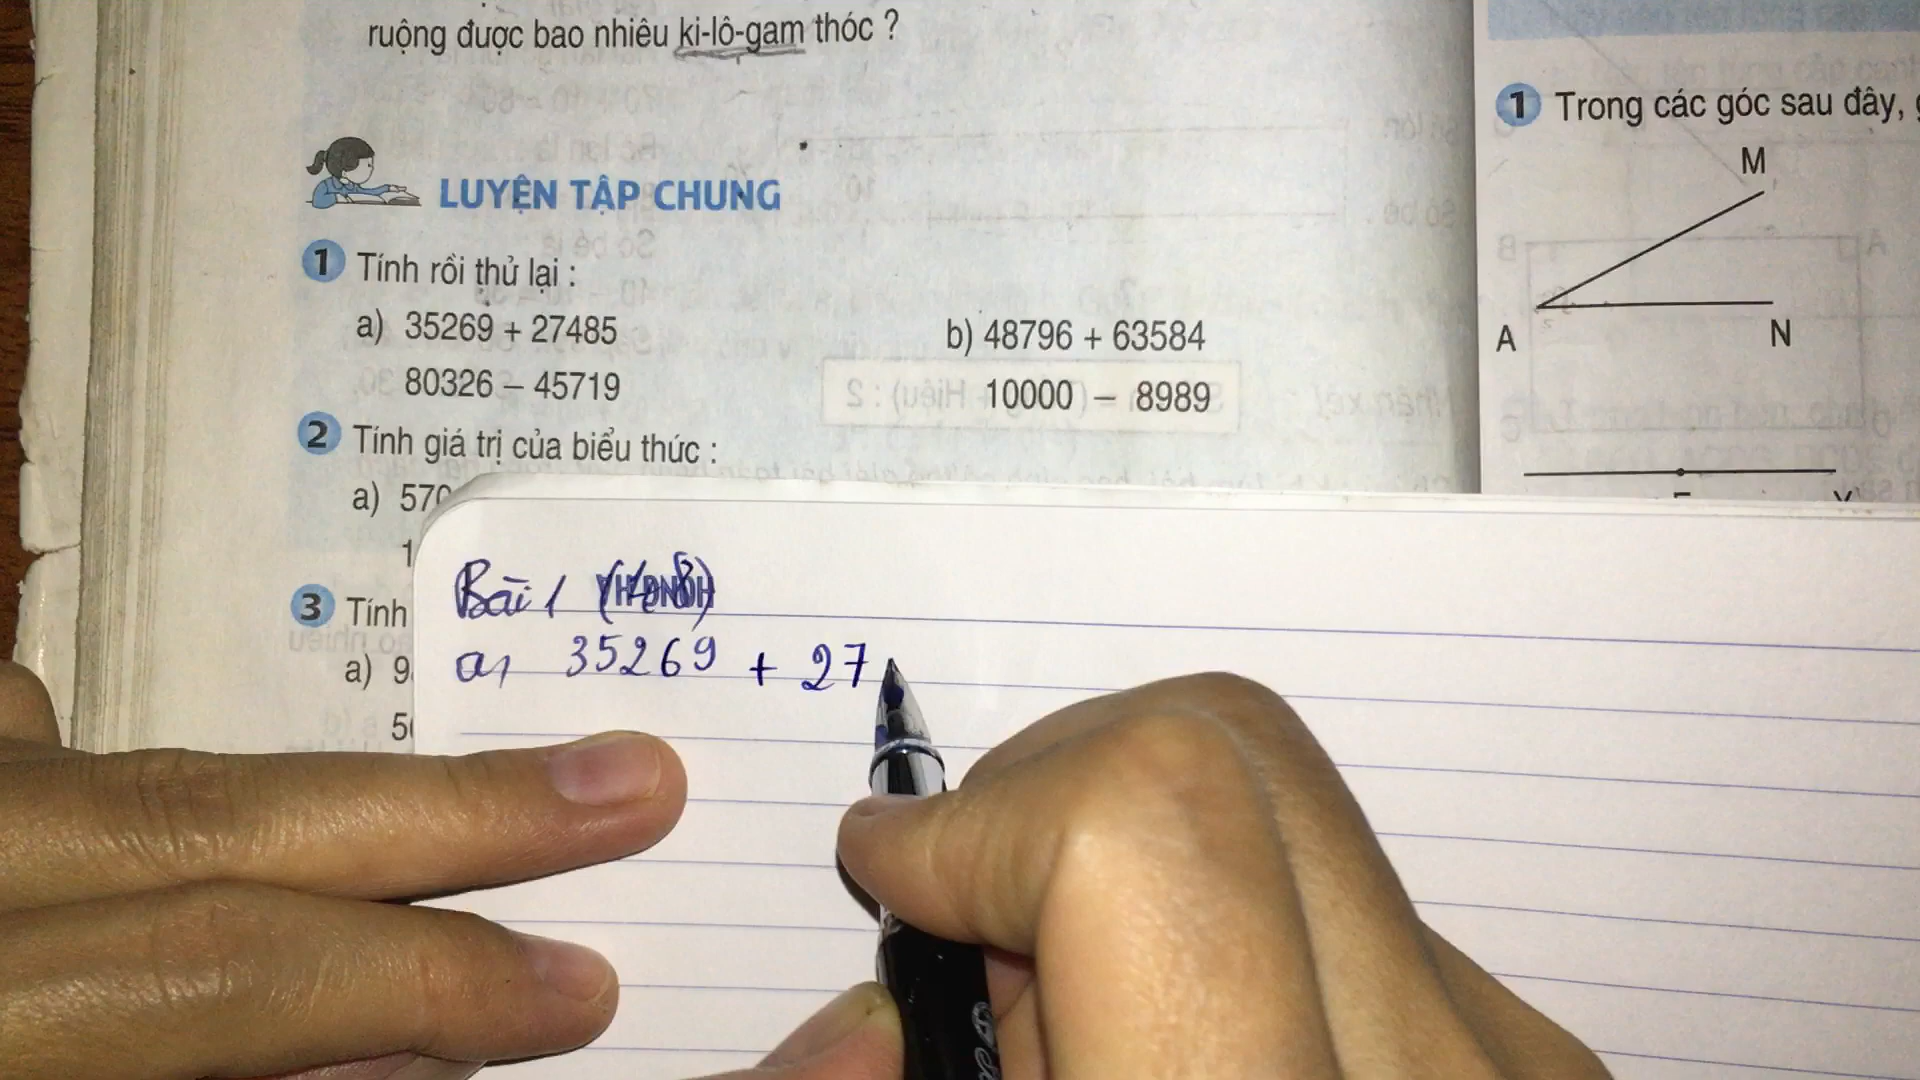 ruộng được bao nhiêu ki-lô-gam thóc ?
LUYỆN TẬP CHUNG
1 Tính rồi thử lại :
a) 35269 + 27485
b) 48796 + 63584
80326 – 45719
10000 – 8989
2 Tính giá trị của biểu thức :
a) 570
1
3 Tính
a) 9
5
Bài 1
a, 35269 + 27
1 Trong các góc sau đây,
M
A
N